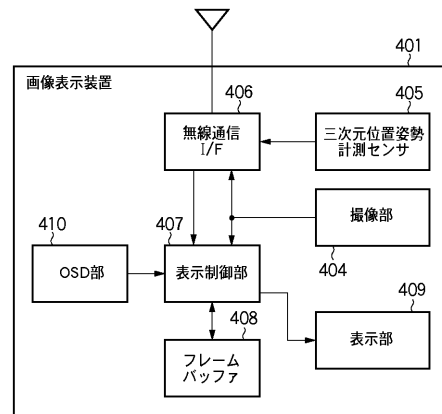 401
画像表示装置
406
405
無線通信
I/F
三次元位置姿勢
計測センサ
410
407
撮像部
404
OSD部
表示制御部
409
408
表示部
フレーム
バッファ